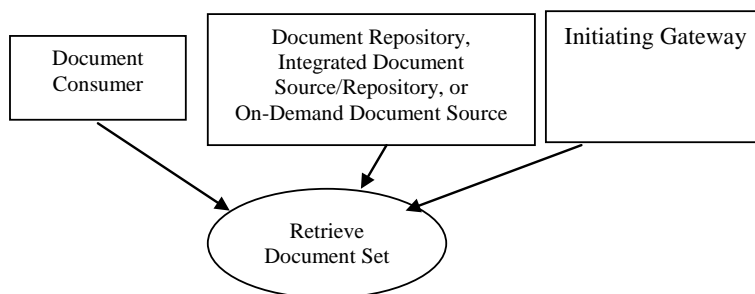 Document
Consumer
Document Repository,
Integrated Document
Source/Repository, or
On-Demand Document Source
Initiating Gateway
Retrieve
Document Set